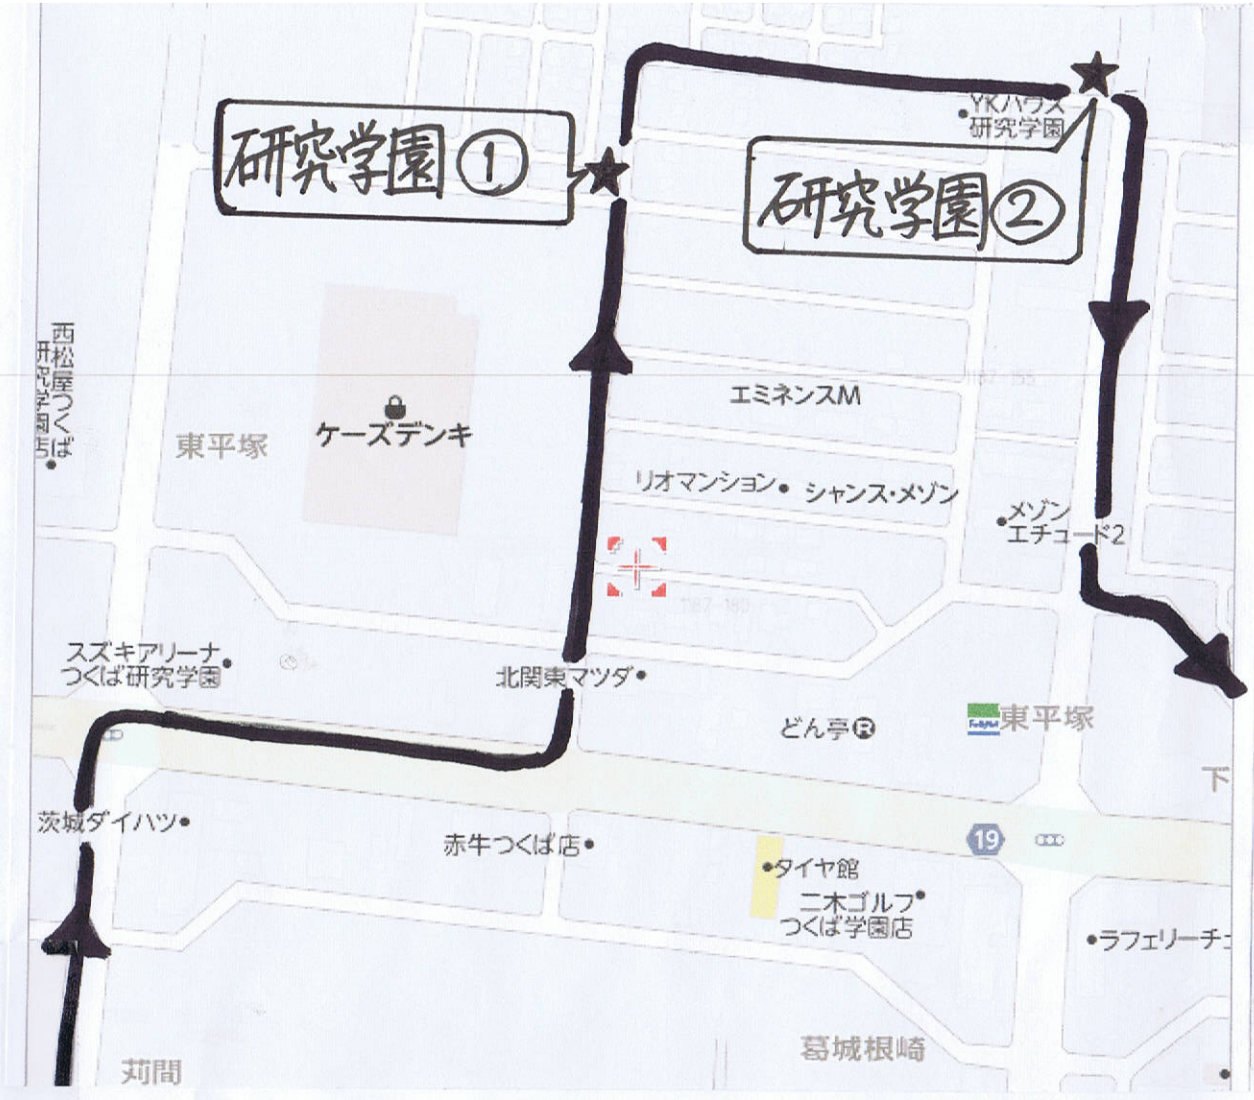 YKハウス
研究学園
研究学園①
研究学園②
西松屋つくば
研究学園店
エミネンスM
ケーズデンキ
東平塚
リオマンション
シャンス・メゾン
メゾン
エチュード2
1187-180
スズキアリーナ
つくば研究学園
北関東マツダ
どん亭
R
東平塚
下
茨城ダイハツ
赤牛つくば店
19
タイヤ館
二木ゴルフ
つくば学園店
ラフェリーチェ
葛城根崎
苅間